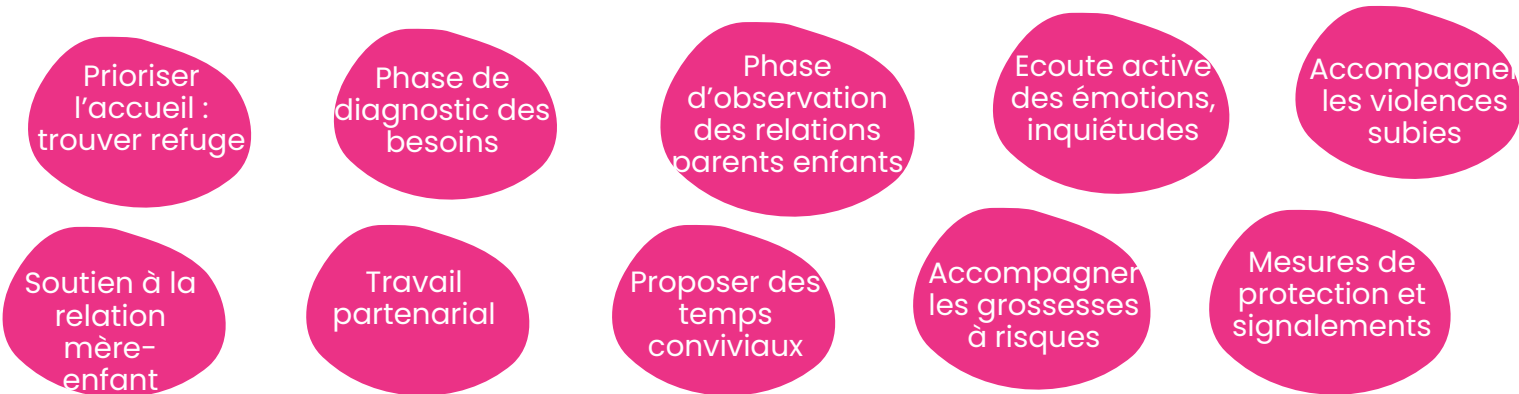 Prioriser
l'accueil :
trouver refuge
Phase de
diagnostic des
besoins
Phase
d'observation
des relations
parents enfants
Ecoute active
des émotions,
inquiétudes
Accompagner
les violences
subies
Soutien à la
relation
mère-
enfant
Travail
partenarial
Proposer des
temps
conviviaux
Accompagner
les grossesses
à risques
Mesures de
protection et
signalements